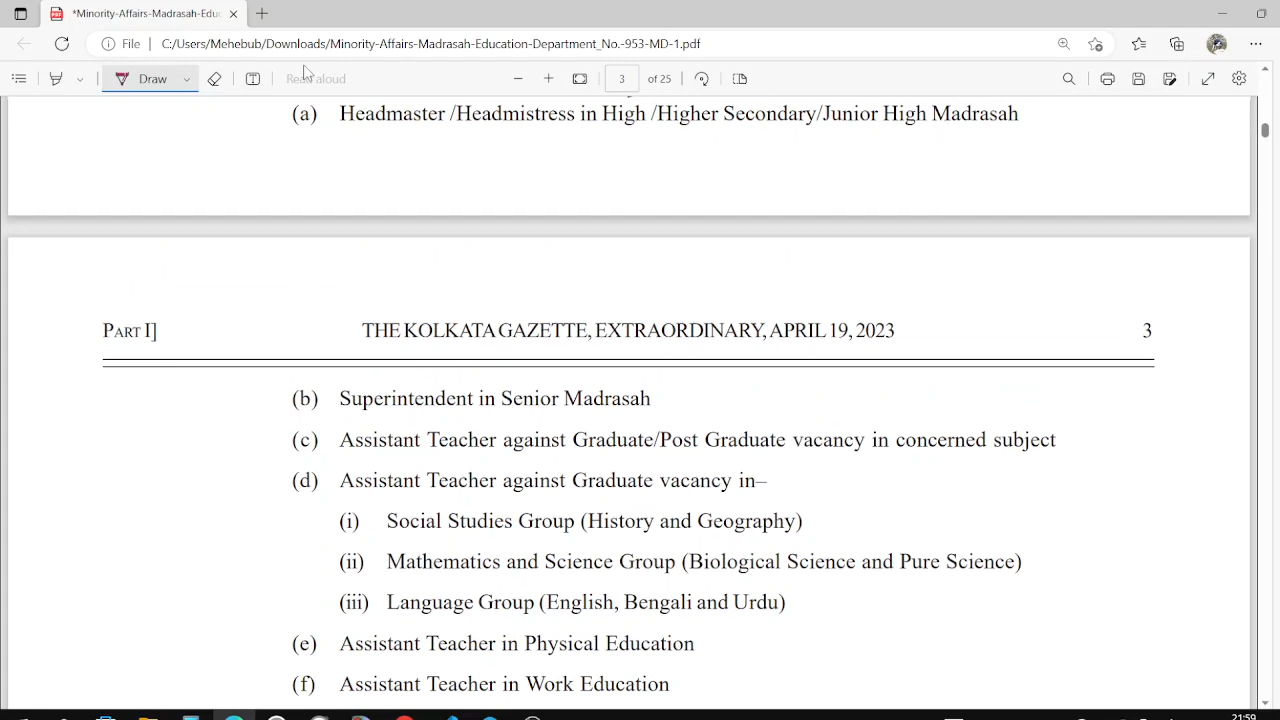 *Minority-Affairs-Madrasah-Educ
File
C:/Users/Mehebub/Downloads/Minority-Affairs-Madrasah-Education-Department_No.-953-MD-1.pdf
Draw
Read aloud
3
of 25
(a) Headmaster /Headmistress in High /Higher Secondary/Junior High Madrasah
PART I]
THE KOLKATA GAZETTE, EXTRAORDINARY, APRIL 19, 2023
3
(b) Superintendent in Senior Madrasah
(c) Assistant Teacher against Graduate/Post Graduate vacancy in concerned subject
(d) Assistant Teacher against Graduate vacancy in–
(i) Social Studies Group (History and Geography)
(ii) Mathematics and Science Group (Biological Science and Pure Science)
(iii) Language Group (English, Bengali and Urdu)
(e) Assistant Teacher in Physical Education
(f) Assistant Teacher in Work Education
21:59